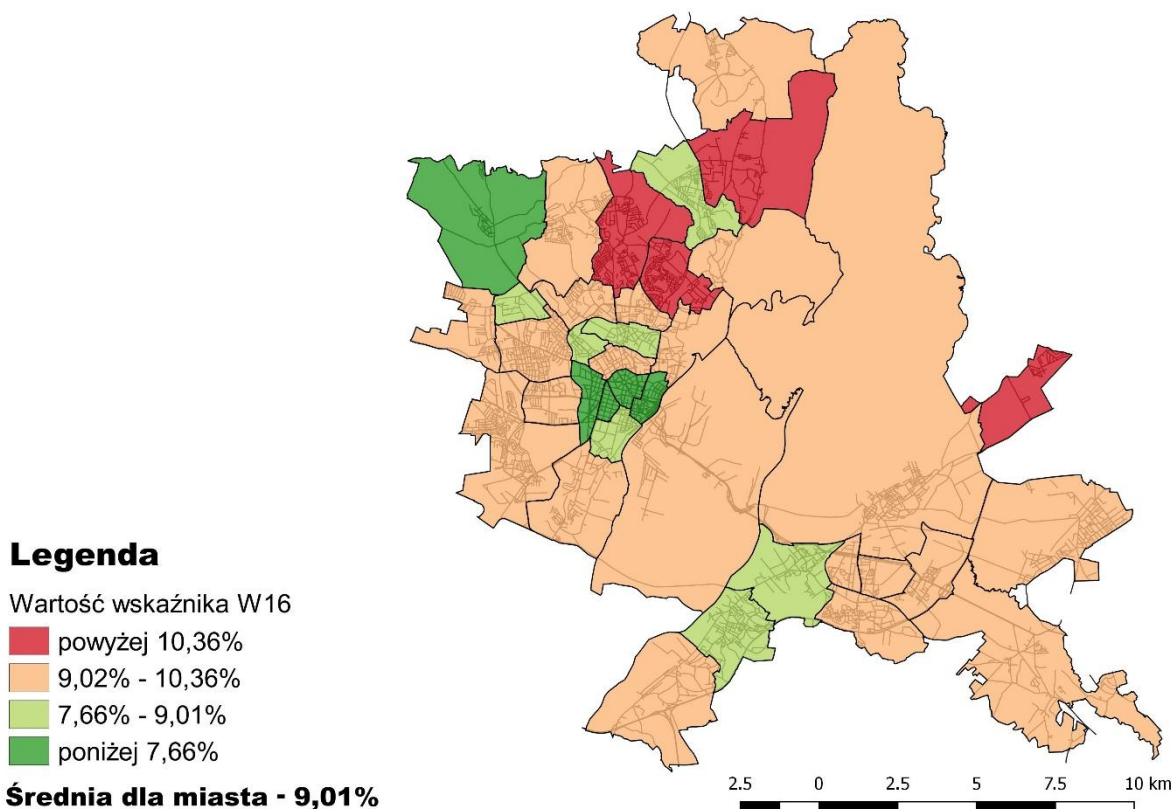 Legenda
Wartość wskaźnika W16
powyżej 10,36%
9,02% - 10,36%
7,66% - 9,01%
poniżej 7,66%
Średnia dla miasta - 9,01%
2.5 0 2.5 5 7.5 10 km